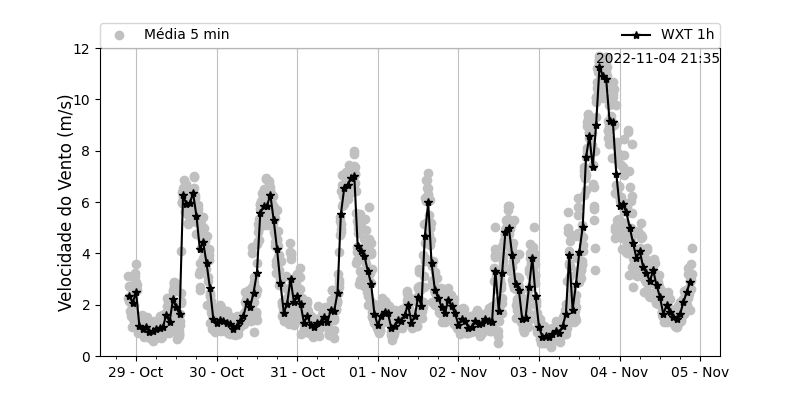 Média 5 min
WXT 1h
2022-11-04 21:35
Velocidade do Vento (m/s)
12
10
8
6
4
2
0
29 - Oct
30 - Oct
31 - Oct
01 - Nov
02 - Nov
03 - Nov
04 - Nov
05 - Nov